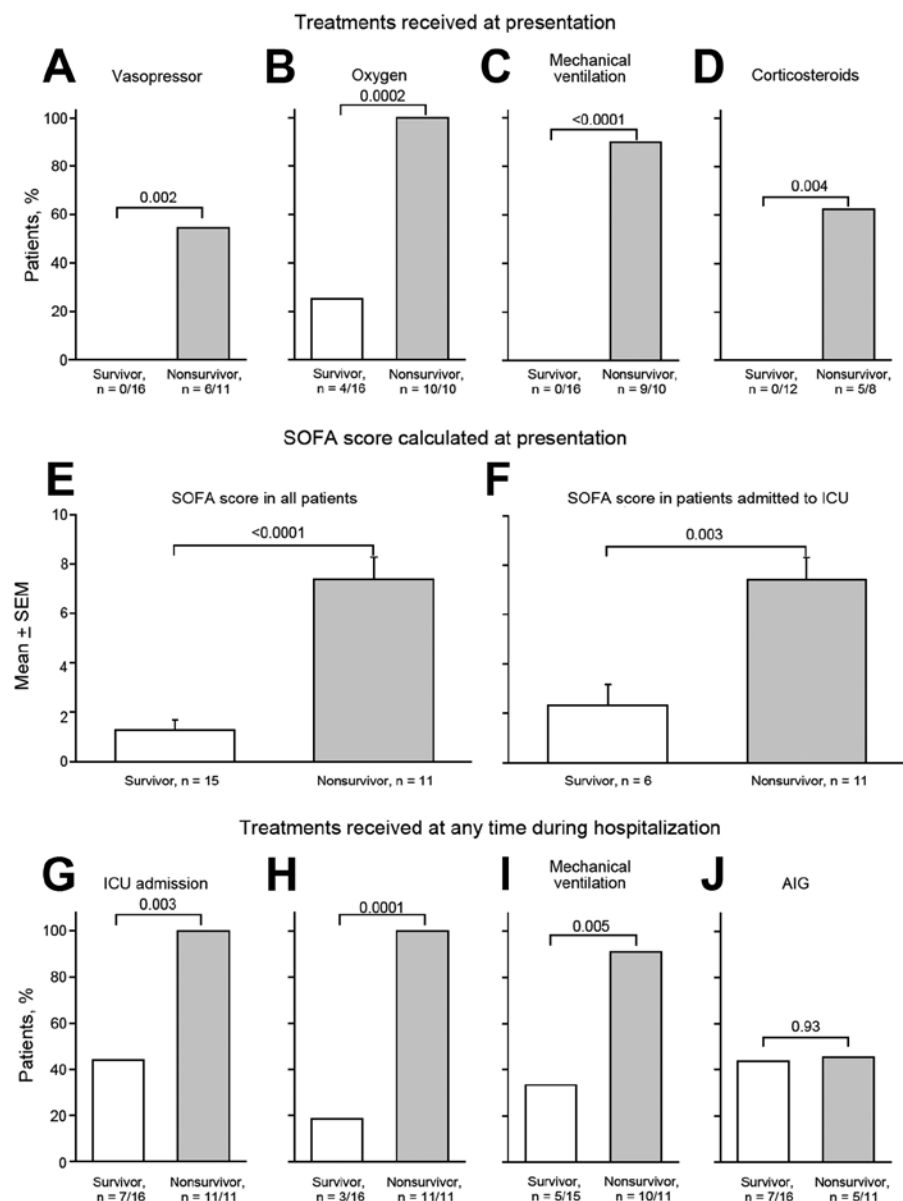 Treatments received at presentation
A Vasopressor
B Oxygen
C Mechanical
ventilation
D Corticosteroids
Patients, %
100
80
60
40
20
0
0.002
0.0002
<0.0001
0.004
Survivor, Nonsurvivor,
n = 0/16 n = 6/11
Survivor, Nonsurvivor,
n = 4/16 n = 10/10
Survivor, Nonsurvivor,
n = 0/16 n = 9/10
Survivor, Nonsurvivor,
n = 0/12 n = 5/8
SOFA score calculated at presentation
E SOFA score in all patients
F SOFA score in patients admitted to ICU
Mean ± SEM
10
8
6
4
2
0
<0.0001
0.003
Survivor, n = 15 Nonsurvivor, n = 11
Survivor, n = 6 Nonsurvivor, n = 11
Treatments received at any time during hospitalization
G ICU admission
H
I Mechanical
ventilation
J AIG
Patients, %
100
80
60
40
20
0
0.003
0.0001
0.005
0.93
Survivor, Nonsurvivor,
n = 7/16 n = 11/11
Survivor, Nonsurvivor,
n = 3/16 n = 11/11
Survivor, Nonsurvivor,
n = 5/15 n = 10/11
Survivor, Nonsurvivor,
n = 7/16 n = 5/11